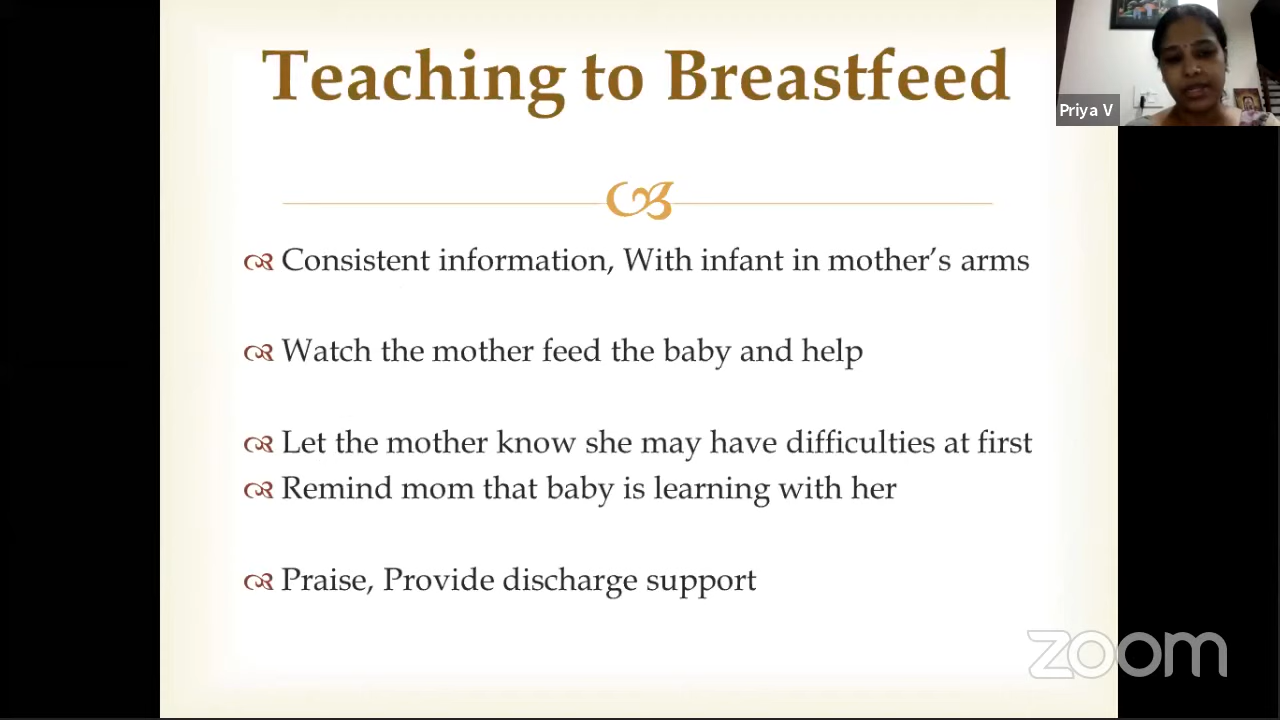 Teaching to Breastfeed
Priya V
Consistent information, With infant in mother’s arms
Watch the mother feed the baby and help
Let the mother know she may have difficulties at first
Remind mom that baby is learning with her
Praise, Provide discharge support
zoom